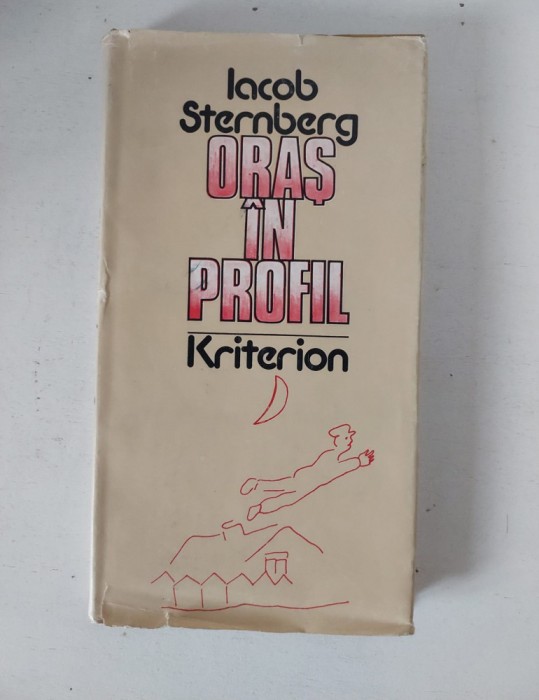 Iacob
Sternberg
ORAȘ
ÎN
PROFIL
Kriterion